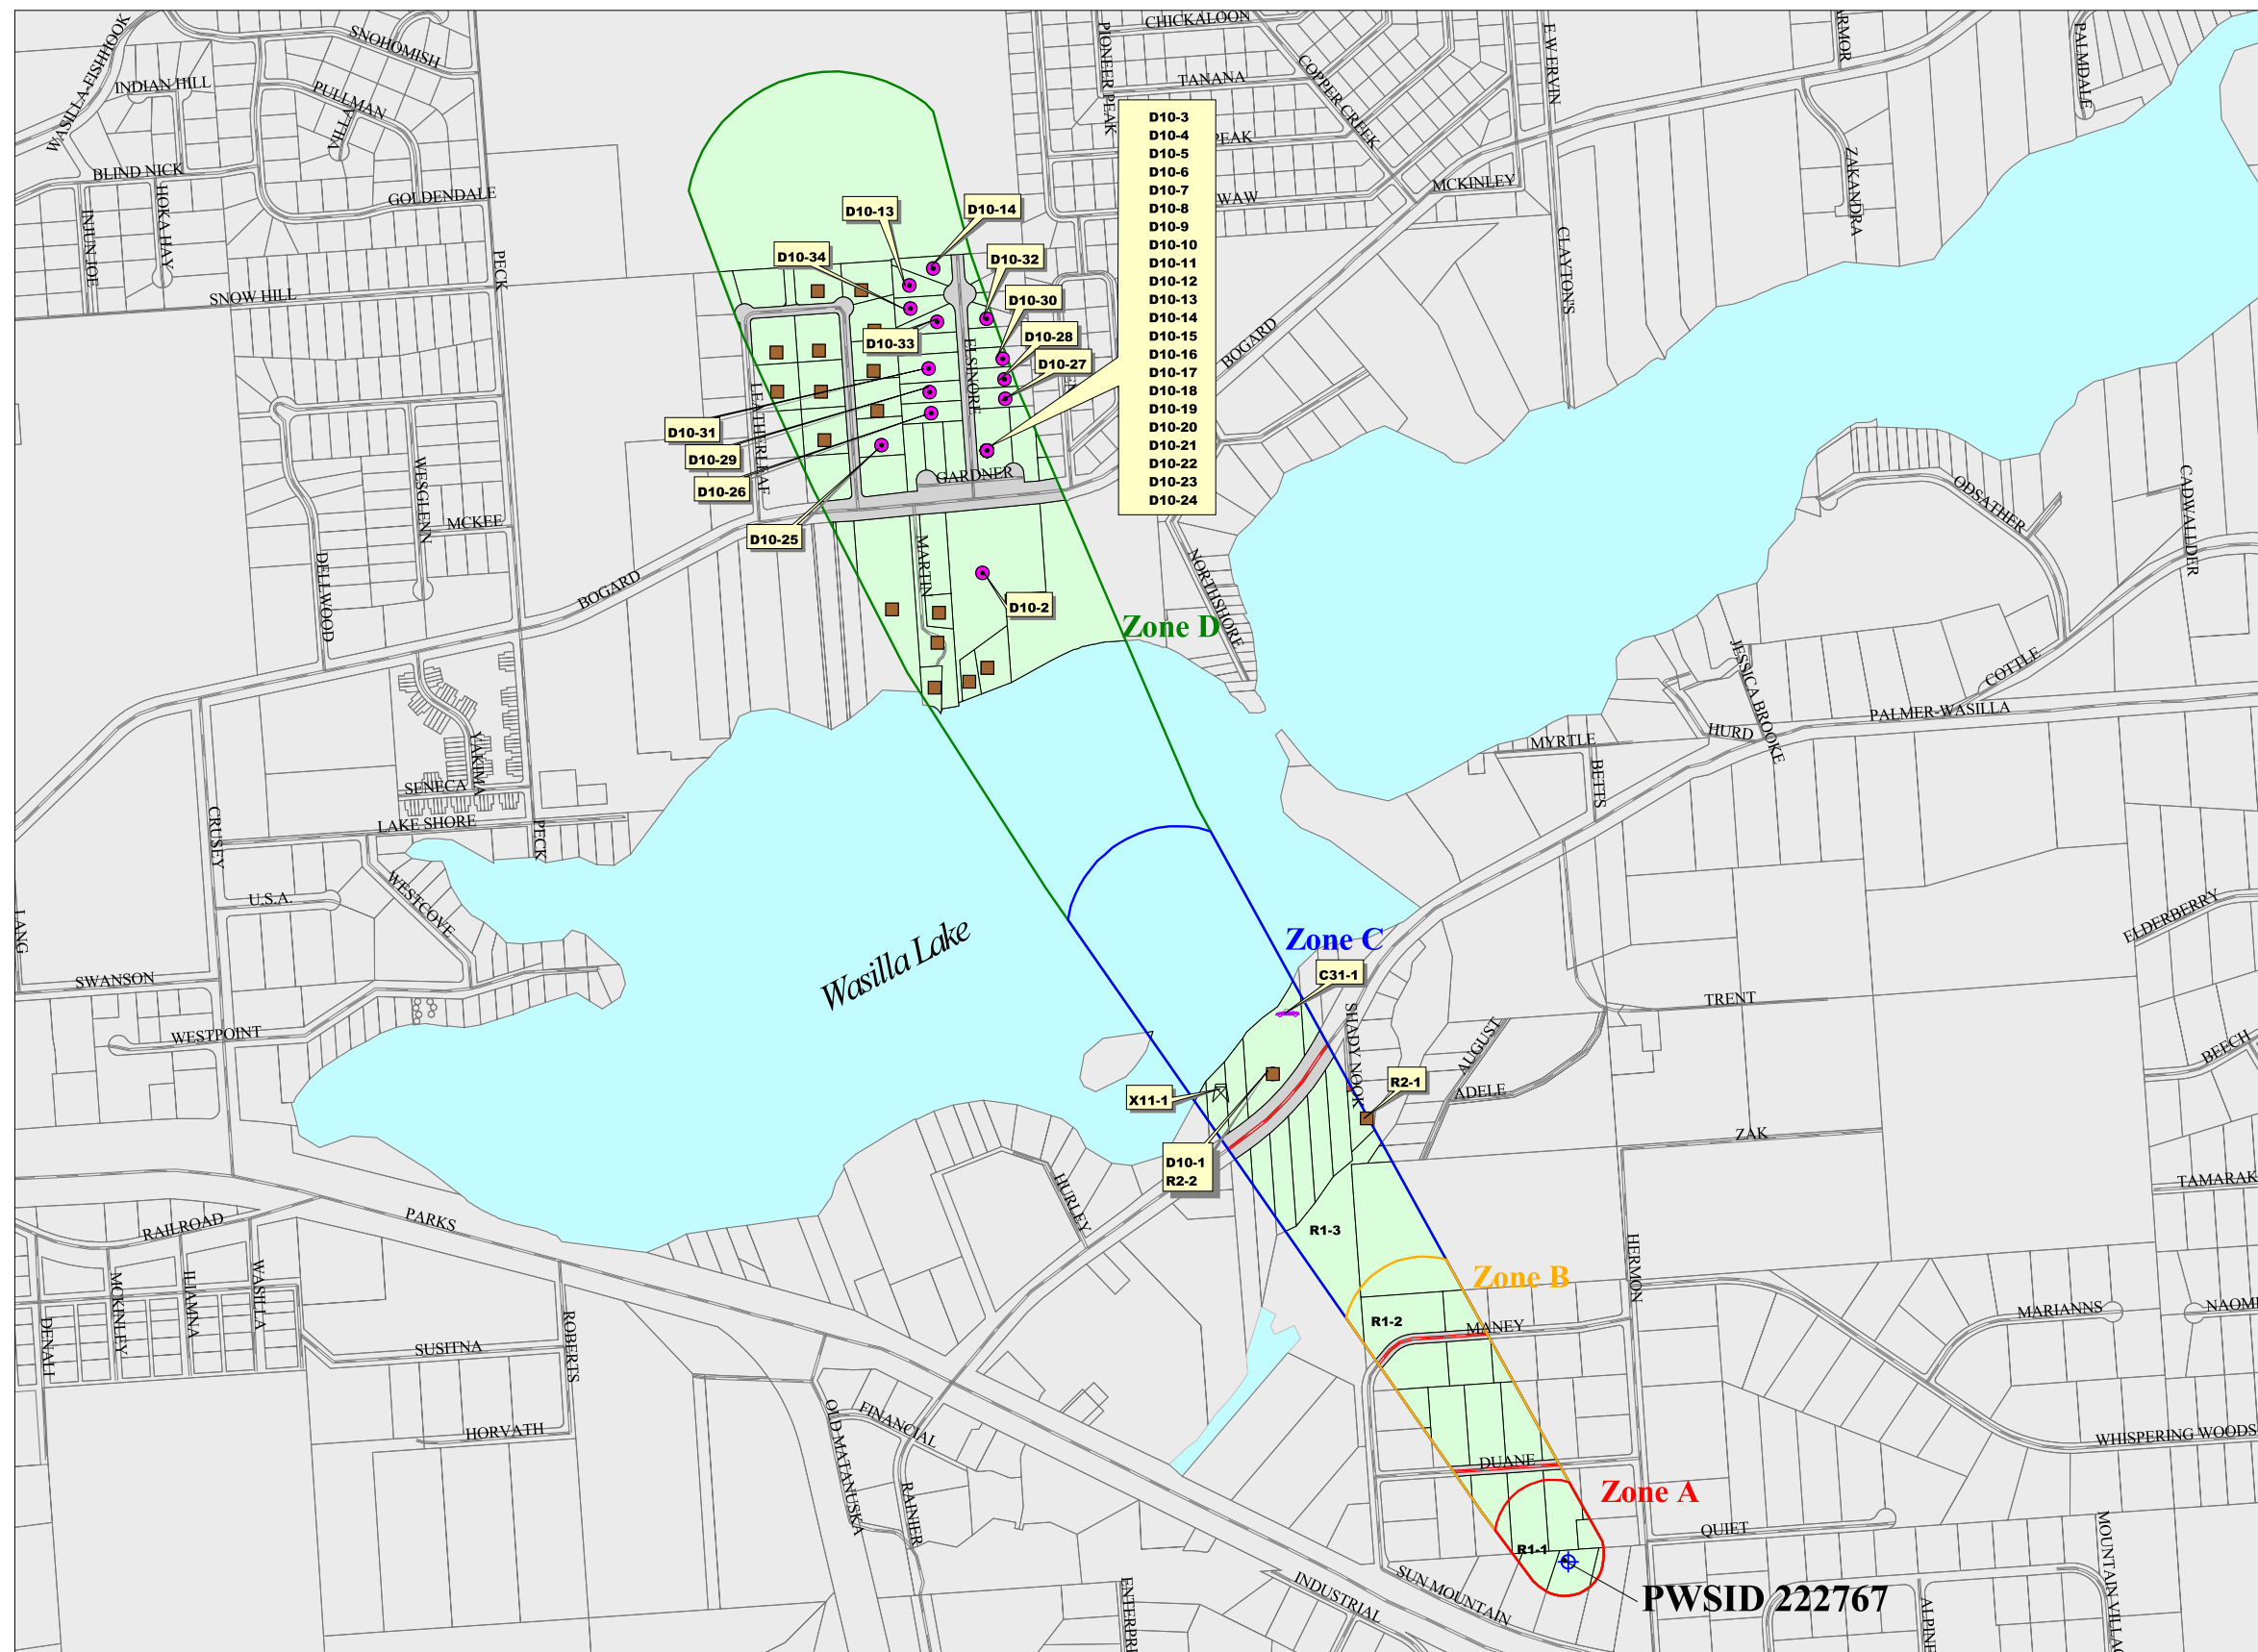 WASILLA-FISHHOOK
SNOHOMISH
INDIAN HILL
PULLMAN
VILLA
BLIND NICK
GOLDENDALE
INJUN JOE
HOKA HAY
PECK
SNOW HILL
PIONEER PEAK
CHICKALOON
TANANA
COPPER CREEK
PEAK
WAW
MCKINLEY
E W ERVIN
CLAYTON'S
ZAKANDRA
PALMDALE
D10-3
D10-4
D10-5
D10-6
D10-7
D10-8
D10-9
D10-10
D10-11
D10-12
D10-13
D10-14
D10-15
D10-16
D10-17
D10-18
D10-19
D10-20
D10-21
D10-22
D10-23
D10-24
D10-13
D10-14
D10-34
D10-32
D10-30
D10-33
D10-28
D10-27
D10-31
D10-29
D10-26
D10-25
LEATHERLEAF
ELSINORE
GARDNER
BOGARD
WESGLENN
MCKEE
DELLWOOD
BOGARD
MARTIN
D10-2
Zone D
NORTHSHORE
ODSATHER
CADWALLDER
COTTLE
JESSICA BROOKE
PALMER-WASILLA
HURD
MYRTLE
BETTS
YAKIMA
SENECA
LAKE SHORE
PECK
CRUSEY
U.S.A.
WESTCOVE
LANG
SWANSON
WESTPOINT
Wasilla Lake
Zone C
C31-1
SHADY NOOK
R2-1
X11-1
D10-1
R2-2
AUGUST
ADELE
TRENT
ZAK
ELDERBERRY
BEECH
TAMARAK
HURLEY
PARKS
RAILROAD
R1-3
Zone B
R1-2
MANEY
HERMON
MARIANNS
NAOMI
DENALI
MCKINLEY
ILIAMNA
WASILLA
SUSITNA
ROBERTS
HORVATH
OLD MATANUSKA
FINANCIAL
RAINIER
DUANE
WHISPERING WOODS
Zone A
R1-1
QUIET
MOUNTAIN VILLAG
SUN MOUNTAIN
INDUSTRIAL
PWSID 222767
ENTERPRI
ALPINE